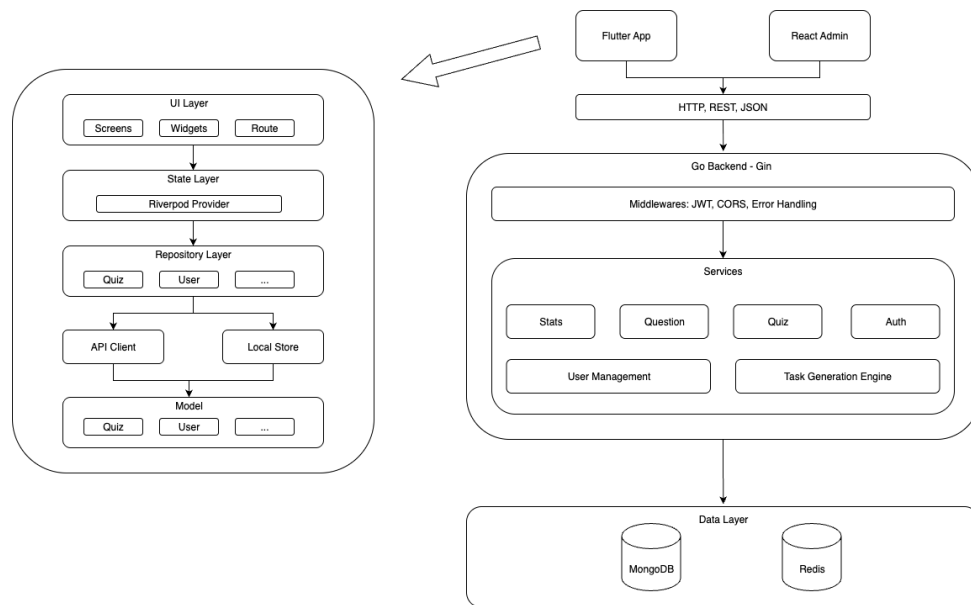 Flutter App
React Admin
HTTP, REST, JSON
UI Layer
Screens
Widgets
Route
State Layer
Riverpod Provider
Repository Layer
Quiz
User
...
API Client
Local Store
Model
Quiz
User
...
Go Backend - Gin
Middlewares: JWT, CORS, Error Handling
Services
Stats
Question
Quiz
Auth
User Management
Task Generation Engine
Data Layer
MongoDB
Redis